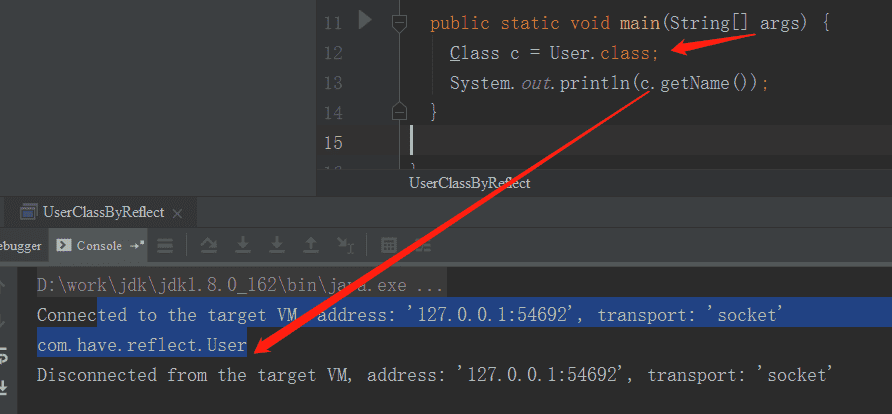 11 public static void main(String[] args) {
12 Class c = User.class;
13 System.out.println(c.getName());
14 }
15
}
UserClassByReflect
UserClassByReflect
ebugger Console
D:\work\jdk\jdk1.8.0_162\bin\java.exe ...
Connected to the target VM, address: '127.0.0.1:54692', transport: 'socket'
com.have.reflect.User
Disconnected from the target VM, address: '127.0.0.1:54692', transport: 'socket'